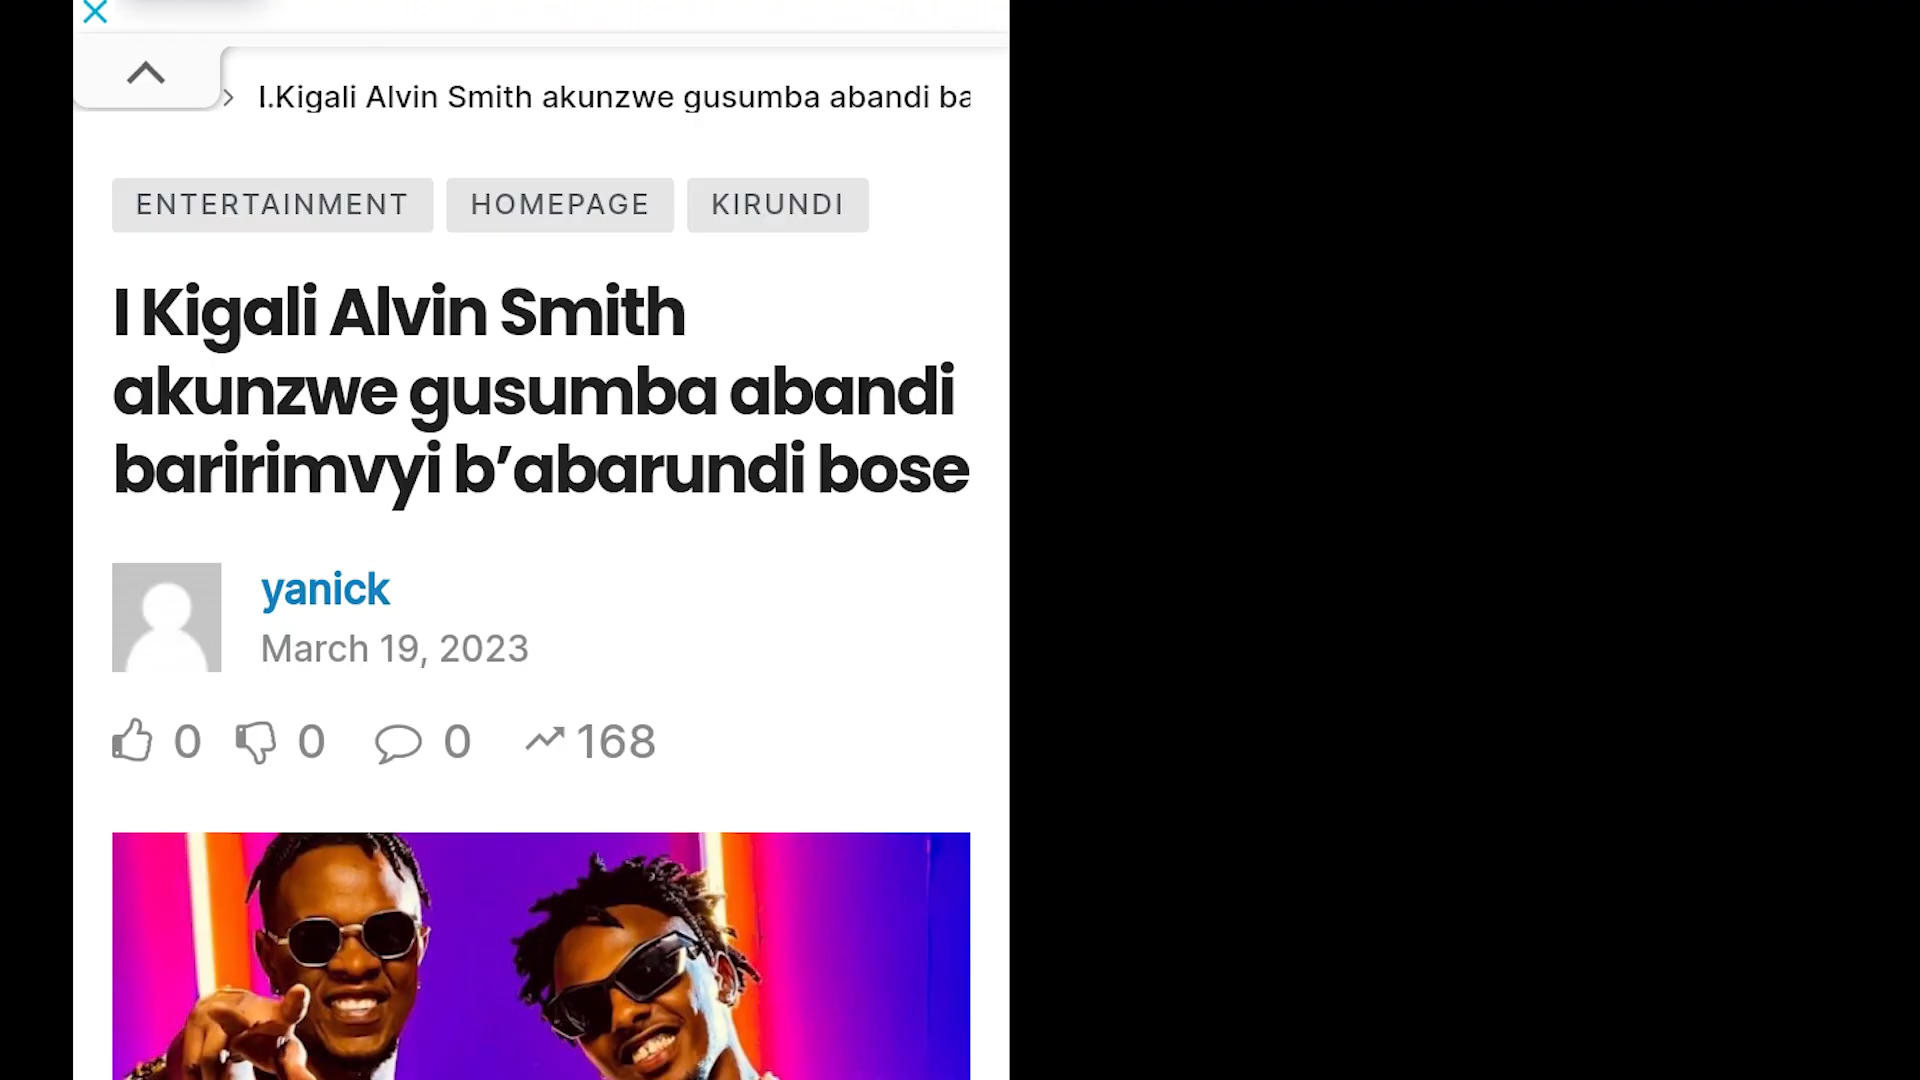 I.Kigali Alvin Smith akunzwe gusumba abandi ba
ENTERTAINMENT HOMEPAGE KIRUNDI
I Kigali Alvin Smith
akunzwe gusumba abandi
baririmvyi b’abarundi bose
yanick
March 19, 2023
0 0 0 168